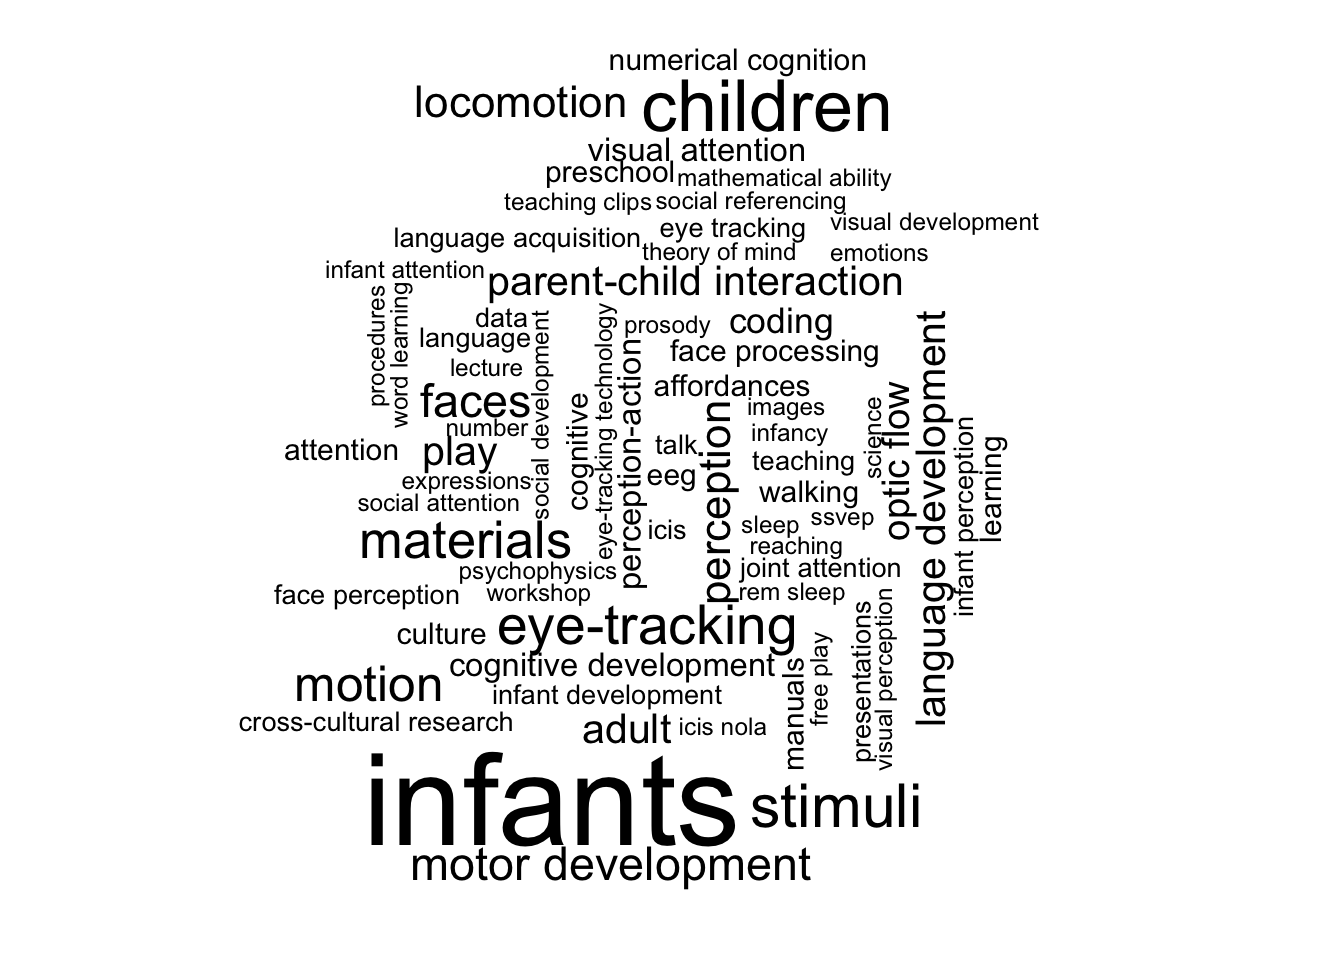 numerical cognition
locomotion
children
visual attention
preschool
mathematical ability
teaching clips
social referencing
visual development
language acquisition
eye tracking
theory of mind
emotions
infant attention
parent-child interaction
procedures
word learning
data
language
lecture
social development
eye-tracking technology
prosody
coding
face processing
faces
number
cognitive
perception-action
affordances
images
infancy
attention
play
talk
perception
teaching
science
optic flow
language development
infant perception
learning
expressions
social attention
eeg
walking
materials
icis
sleep
ssvep
reaching
psychophysics
joint attention
face perception
workshop
rem sleep
culture
eye-tracking
cognitive development
motion
infant development
manuals
free play
presentations
visual perception
cross-cultural research
adult
icis nola
infants
stimuli
motor development